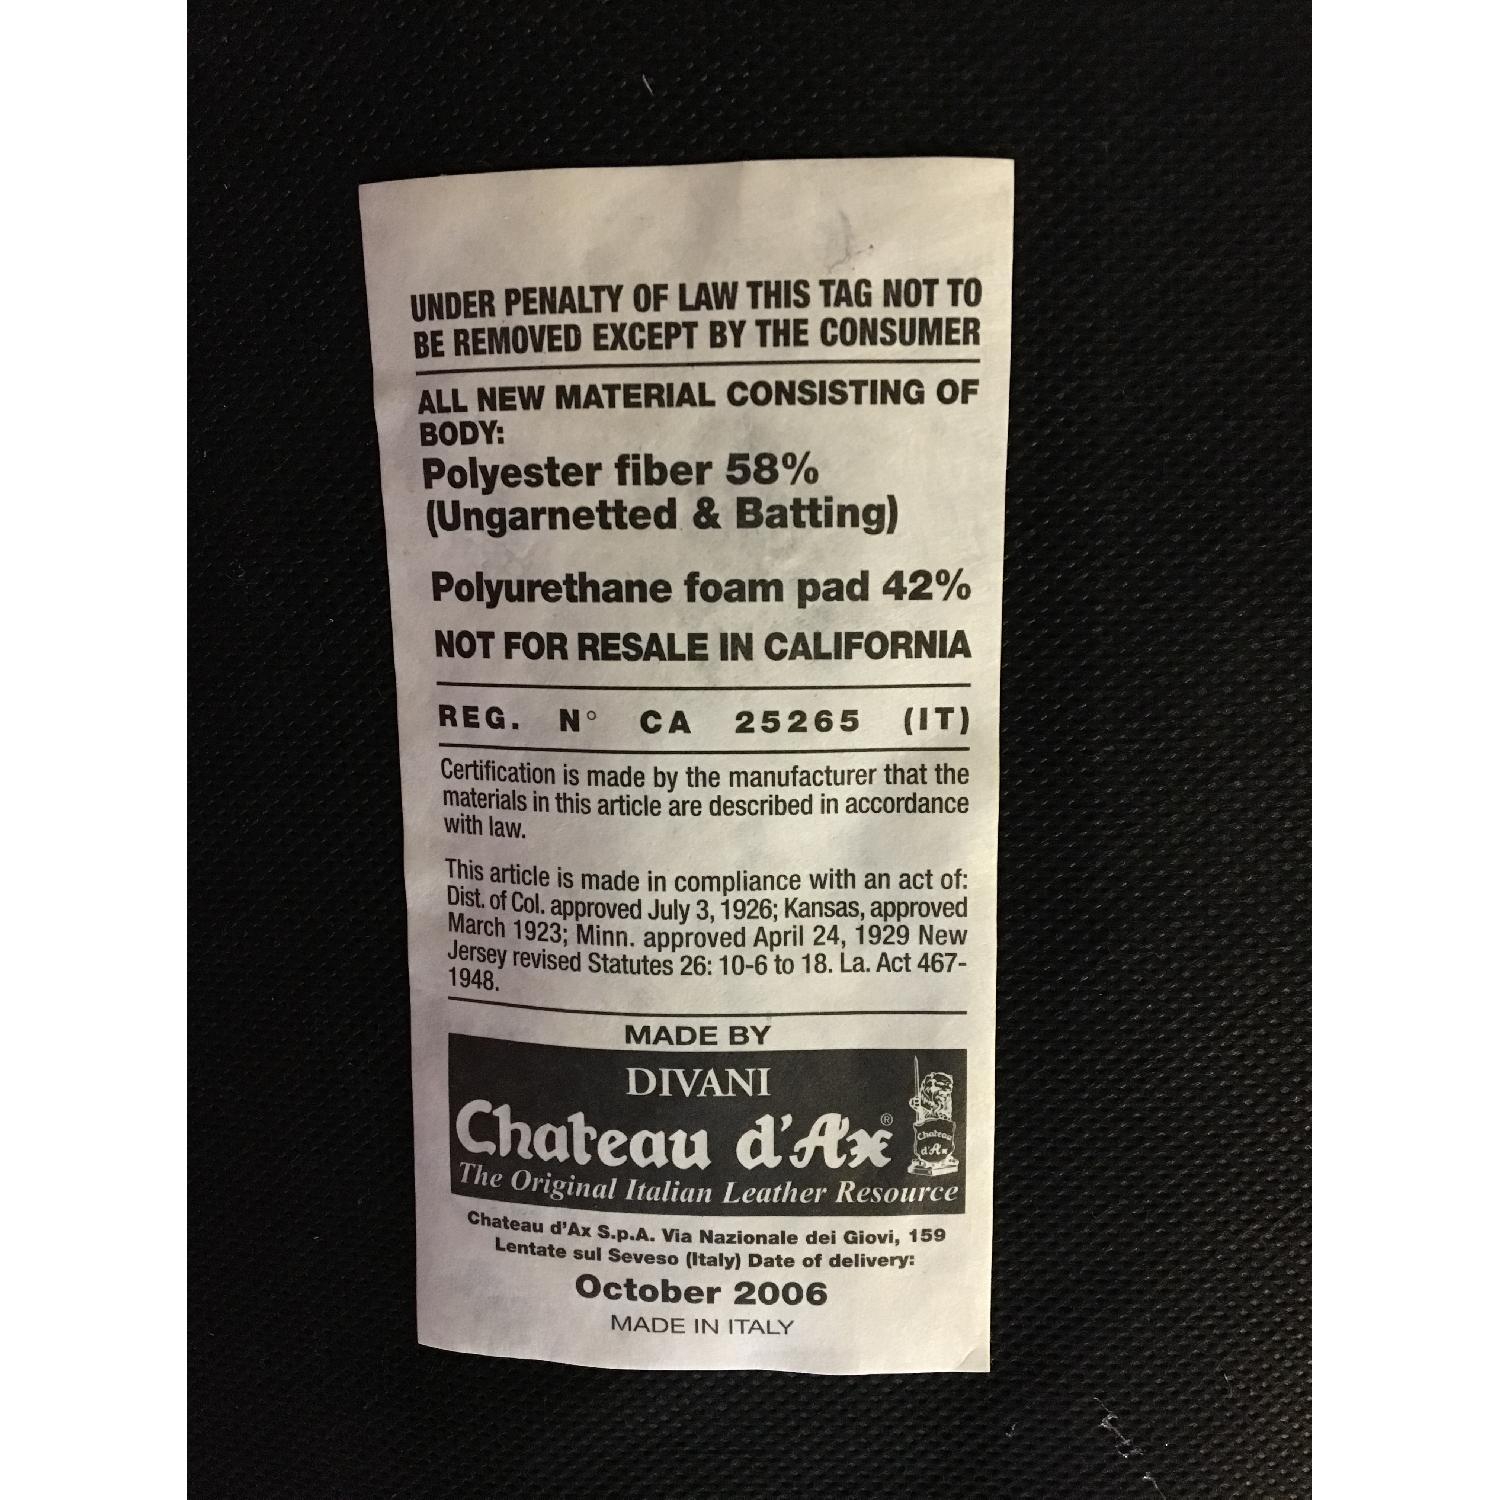 UNDER PENALTY OF LAW THIS TAG NOT TO
BE REMOVED EXCEPT BY THE CONSUMER
ALL NEW MATERIAL CONSISTING OF
BODY:
Polyester fiber 58%
(Ungarnetted & Batting)
Polyurethane foam pad 42%
NOT FOR RESALE IN CALIFORNIA
REG. N° CA 25265 (IT)
Certification is made by the manufacturer that the
materials in this article are described in accordance
with law.
This article is made in compliance with an act of:
Dist. of Col. approved July 3, 1926; Kansas, approved
March 1923; Minn. approved April 24, 1929 New
Jersey revised Statutes 26: 10-6 to 18. La. Act 467-
1948.
MADE BY
DIVANI
Chateau d'Ax®
Chateau
d'Ax
The Original Italian Leather Resource
Chateau d'Ax S.p.A. Via Nazionale dei Giovi, 159
Lentate sul Seveso (Italy) Date of delivery:
October 2006
MADE IN ITALY